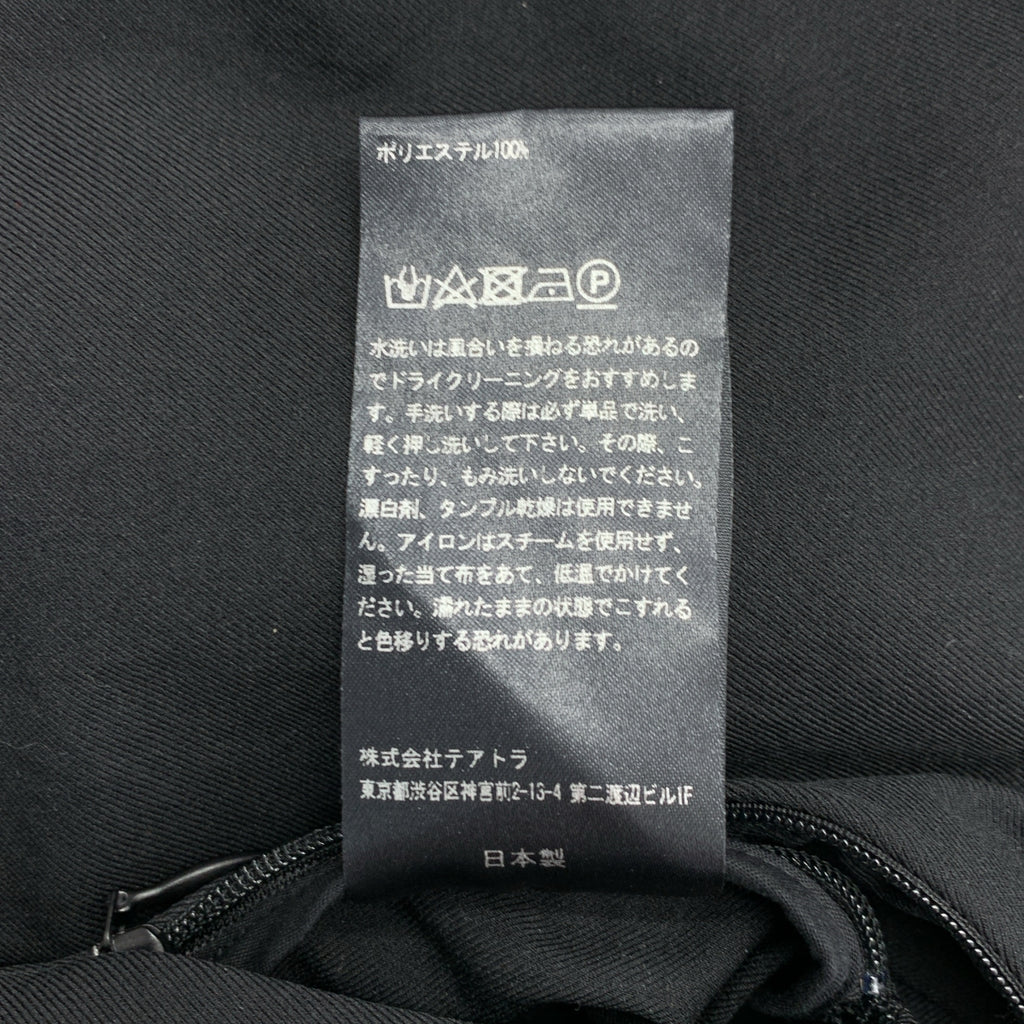 ポリエステル100%
P
水洗いは風合いを損ねる恐れがあるの
でドライクリーニングをおすすめしま
す。手洗いする際は必ず単品で洗い、
軽く押し洗いして下さい。その際、こ
すったり、もみ洗いしないでください。
漂白剤、タンブル乾燥は使用できませ
ん。アイロンはスチームを使用せず、
湿った当て布をあて、低温でかけてく
ださい。濡れたままの状態でこすれる
と色移りする恐れがあります。
株式会社テアトラ
東京都渋谷区神宮前2-13-4 第二渡辺ビル1F
日本製